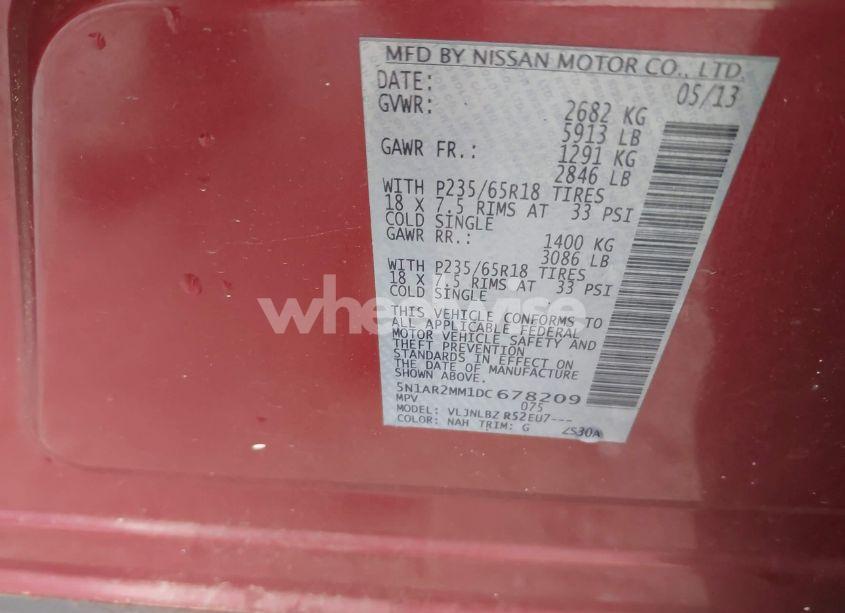 MFD BY NISSAN MOTOR CO., LTD.
DATE: 05/13
GVWR: 2682 KG
5913 LB
GAWR FR.: 1291 KG
2846 LB
WITH P235/65R18 TIRES
18 X 7.5 RIMS AT 33 PSI
COLD SINGLE
GAWR RR.: 1400 KG
3086 LB
WITH P235/65R18 TIRES
18 X 7.5 RIMS AT 33 PSI
COLD SINGLE
THIS VEHICLE CONFORMS TO
ALL APPLICABLE FEDERAL
MOTOR VEHICLE SAFETY AND
THEFT PREVENTION
STANDARDS IN EFFECT ON
THE DATE OF MANUFACTURE
SHOWN ABOVE.
5N1AR2MM1DC678209
MPV 075
MODEL: VLJNLBZ R52EU7---
COLOR: NAH TRIM: G ZS30A
wheelwise